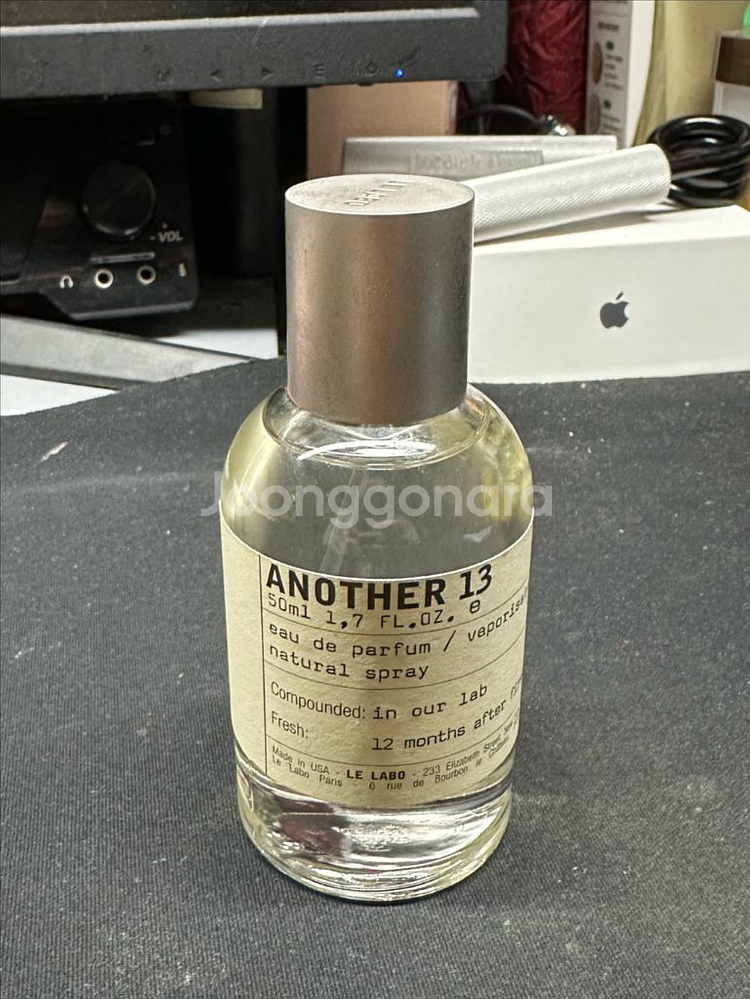 VOL
Joonggonara
ANOTHER 13
50ml 1,7 FL.OZ. e
eau de parfum /
natural spray
Compounded: in our lab
Fresh:
12 months after
Made in USA - LE LABO - 233 Elizabeth
Le Labo Paris - 6 rue de Bourbon le